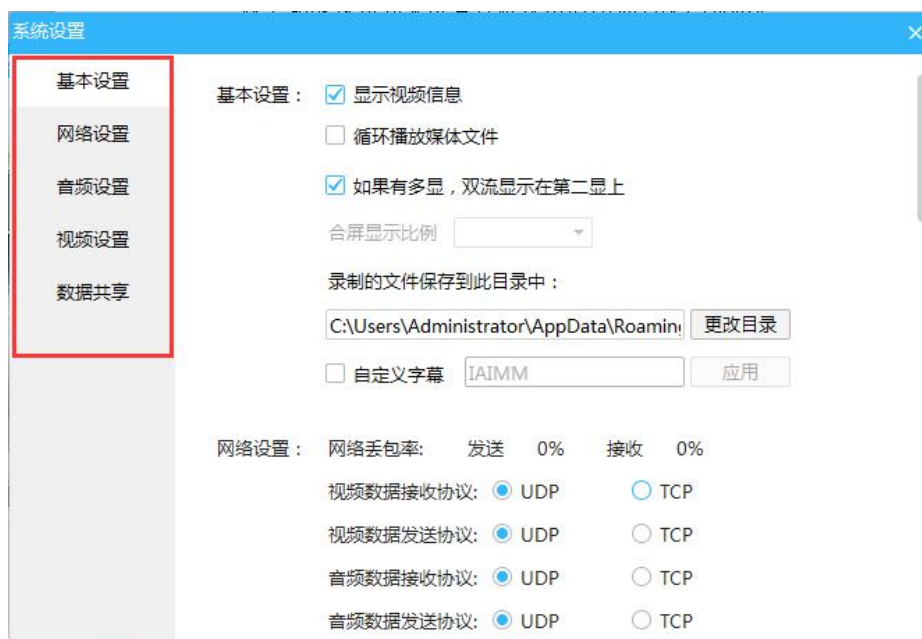 系统设置
基本设置
网络设置
音频设置
视频设置
数据共享
基本设置： 显示视频信息
循环播放媒体文件
如果有多显，双流显示在第二显上
合屏显示比例
录制的文件保存到此目录中：
C:\Users\Administrator\AppData\Roaming 更改目录
自定义字幕 IAIMM 应用
网络设置： 网络丢包率: 发送 0% 接收 0%
视频数据接收协议: UDP TCP
视频数据发送协议: UDP TCP
音频数据接收协议: UDP TCP
音频数据发送协议: UDP TCP